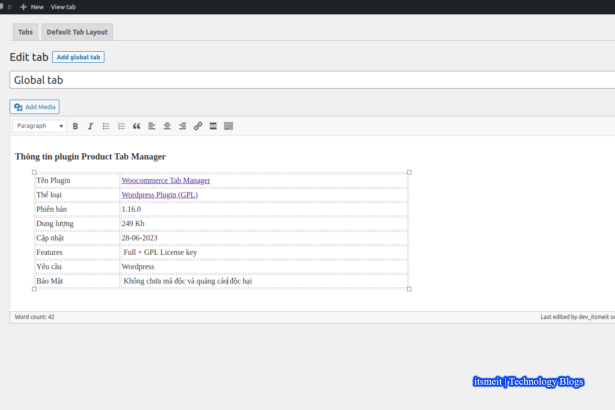 0 New View tab
Tabs Default Tab Layout
Edit tab Add global tab
Global tab
Add Media
Paragraph B I
Thông tin plugin Product Tab Manager
Tên Plugin Woocommerce Tab Manager
Thể loại Wordpress Plugin (GPL)
Phiên bản 1.16.0
Dung lượng 249 Kb
Cập nhật 28-06-2023
Features Full + GPL License key
Yêu cầu Wordpress
Bảo Mật Không chứa mã độc và quảng cáo độc hại
Word count: 42 Last edited by dev_itsmeit o
itsmeit | Technology Blogs